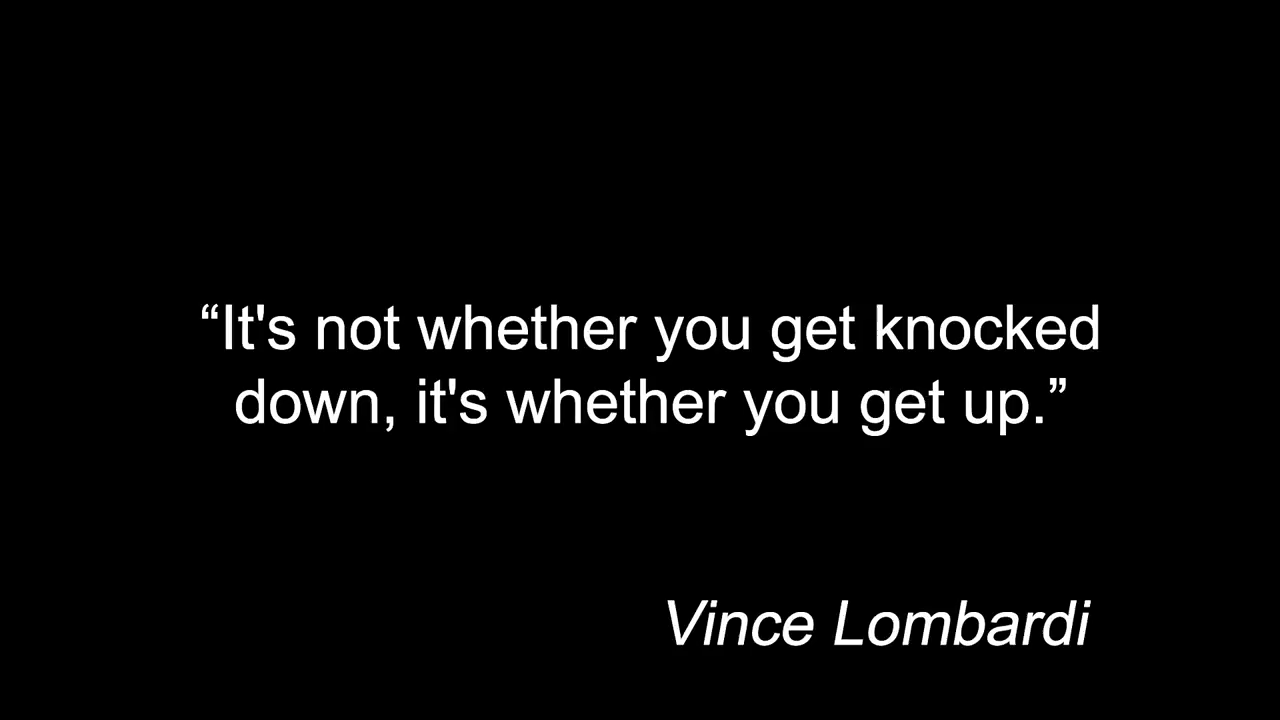 “It's not whether you get knocked
down, it's whether you get up.”
Vince Lombardi